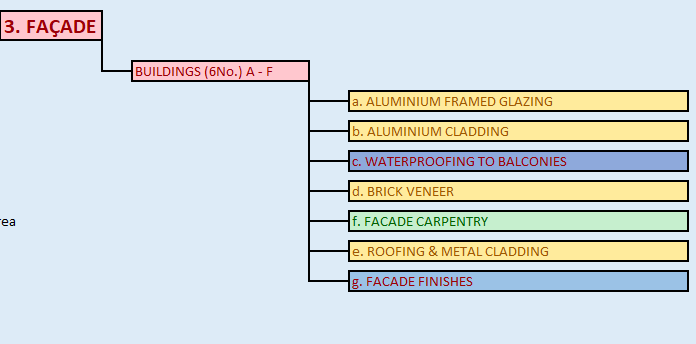 3. FAÇADE
BUILDINGS (6No.) A - F
a. ALUMINIUM FRAMED GLAZING
b. ALUMINIUM CLADDING
c. WATERPROOFING TO BALCONIES
d. BRICK VENEER
rea
f. FACADE CARPENTRY
e. ROOFING & METAL CLADDING
g. FACADE FINISHES